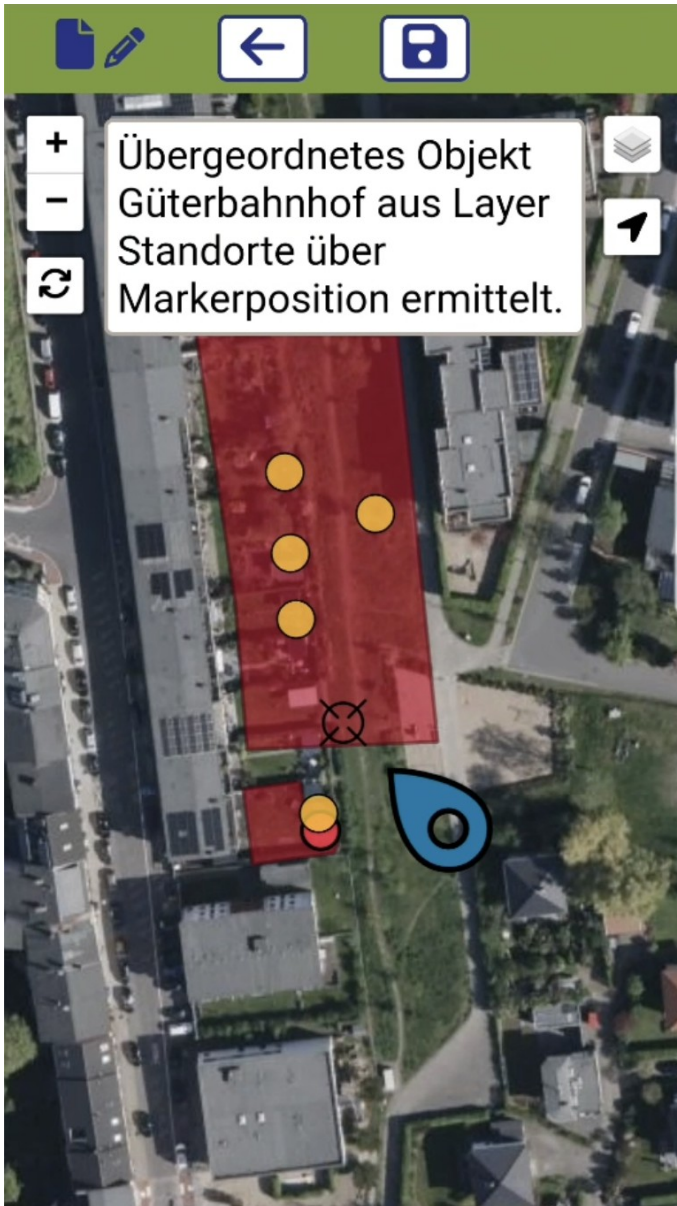 Übergeordnetes Objekt
Güterbahnhof aus Layer
Standorte über
Markerposition ermittelt.
+
−